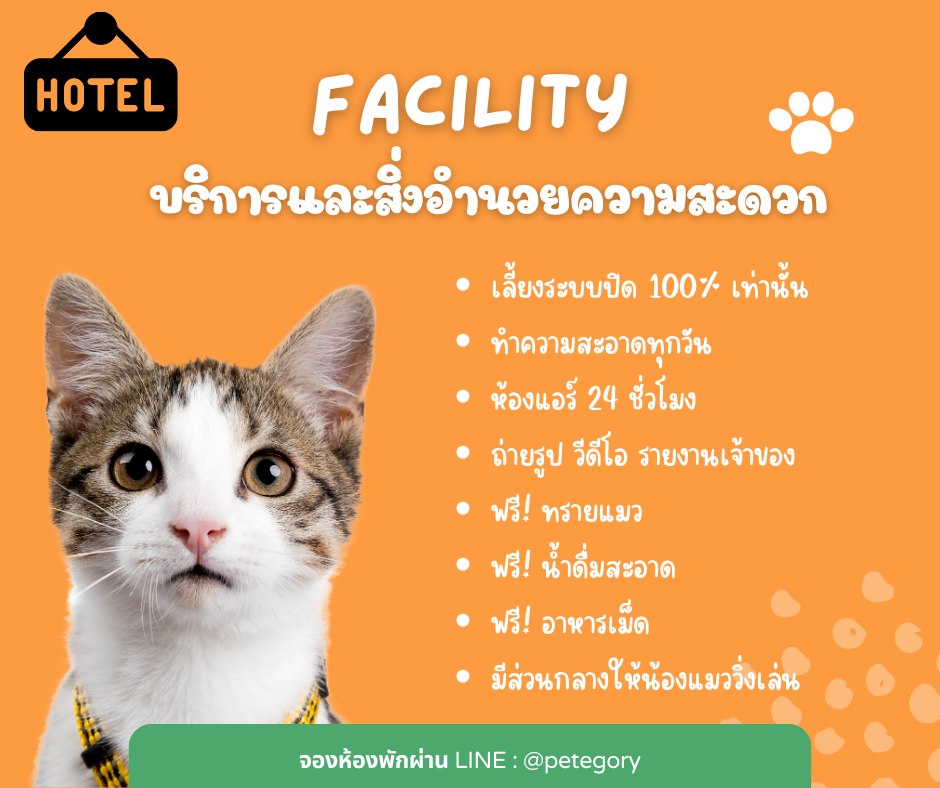 HOTEL
FACILITY
บริการและสิ่งอำนวยความสะดวก
• เลี้ยงระบบปิด 100% เท่านั้น
• ทำความสะอาดทุกวัน
• ห้องแอร์ 24 ชั่วโมง
• ถ่ายรูป วีดีโอ รายงานเจ้าของ
• ฟรี! ทรายแมว
• ฟรี! น้ำดื่มสะอาด
• ฟรี! อาหารเม็ด
• มีส่วนกลางให้น้องแมววิ่งเล่น
จองห้องพักผ่าน LINE : @petegory